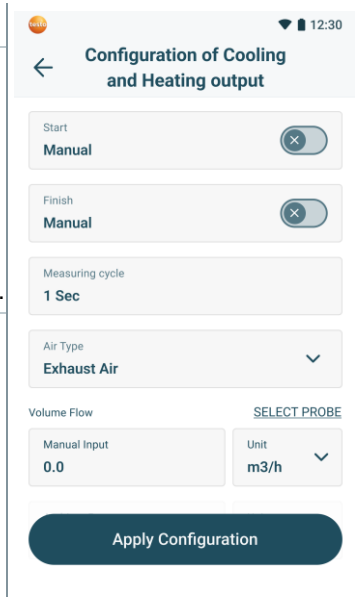 testo
12:30
Configuration of Cooling
and Heating output
Start
Manual
Finish
Manual
Measuring cycle
1 Sec
Air Type
Exhaust Air
Volume Flow
SELECT PROBE
Manual Input
0.0
Unit
m3/h
Apply Configuration